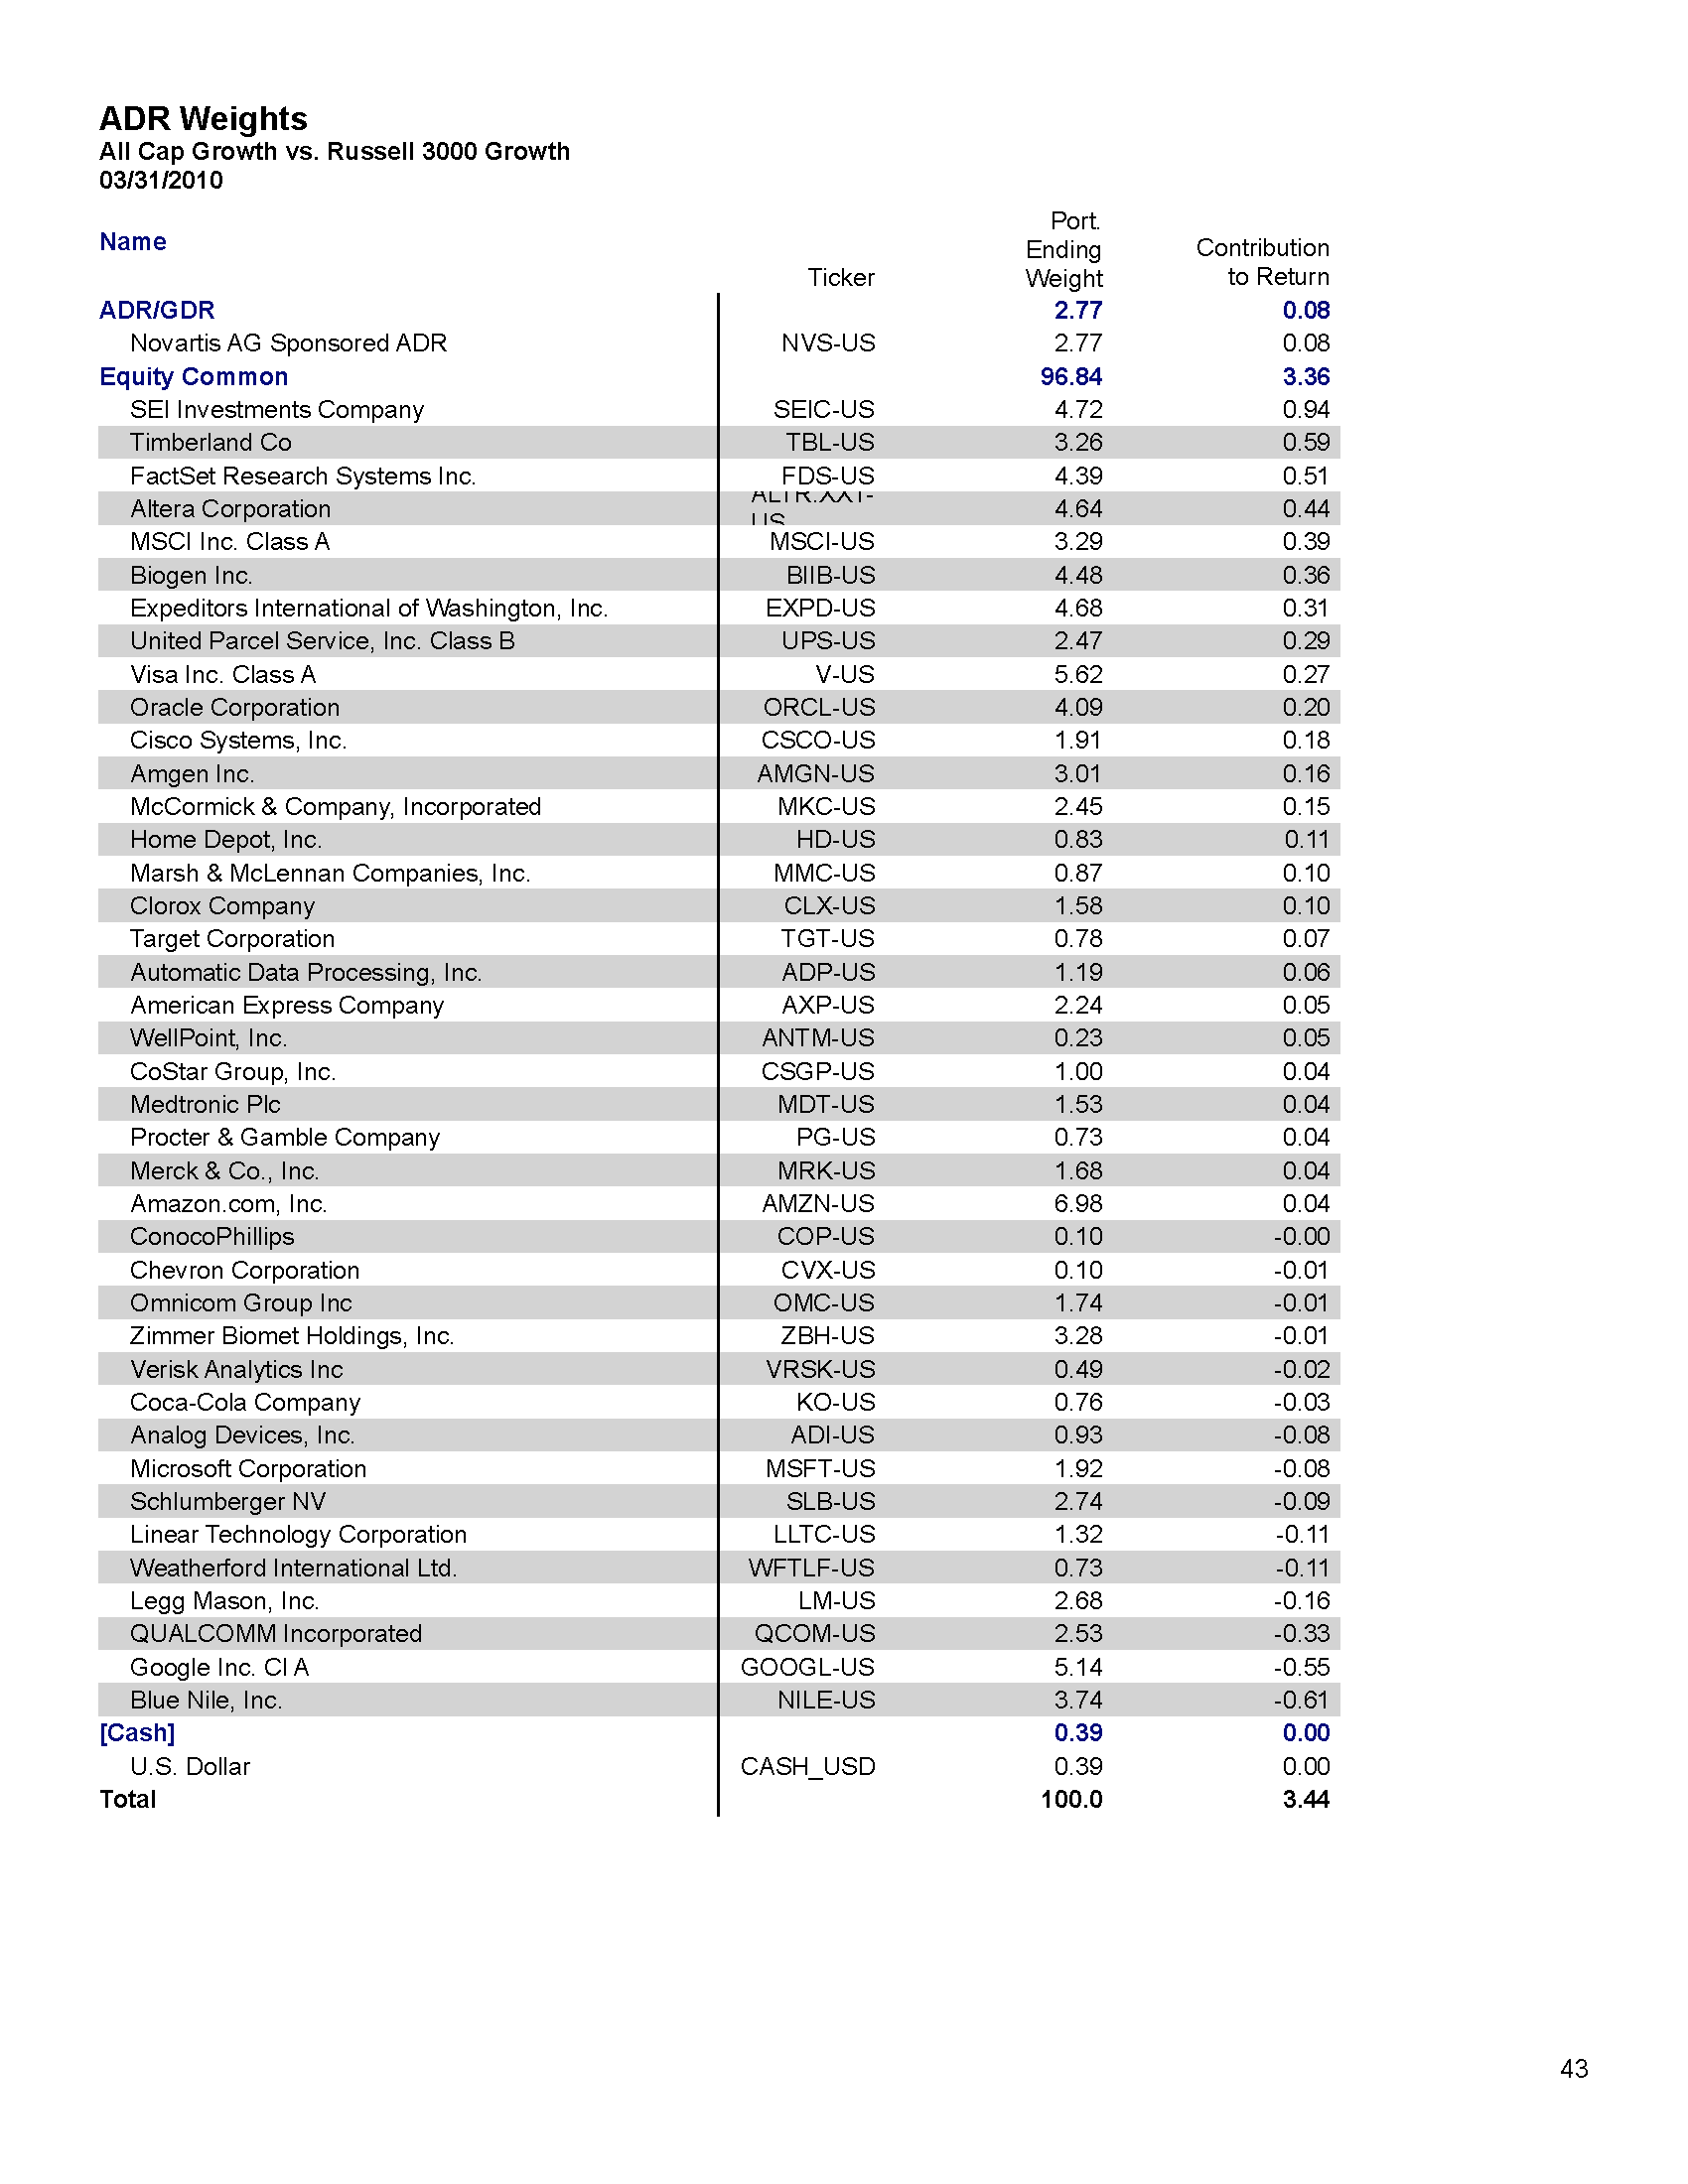 ADR Weights
All Cap Growth vs. Russell 3000 Growth
03/31/2010
Name Ticker Port. Ending Weight Contribution to Return
ADR/GDR 2.77 0.08
Novartis AG Sponsored ADR NVS-US 2.77 0.08
Equity Common 96.84 3.36
SEI Investments Company SEIC-US 4.72 0.94
Timberland Co TBL-US 3.26 0.59
FactSet Research Systems Inc. FDS-US 4.39 0.51
Altera Corporation ALTR.XX1-US 4.64 0.44
MSCI Inc. Class A MSCI-US 3.29 0.39
Biogen Inc. BIIB-US 4.48 0.36
Expeditors International of Washington, Inc. EXPD-US 4.68 0.31
United Parcel Service, Inc. Class B UPS-US 2.47 0.29
Visa Inc. Class A V-US 5.62 0.27
Oracle Corporation ORCL-US 4.09 0.20
Cisco Systems, Inc. CSCO-US 1.91 0.18
Amgen Inc. AMGN-US 3.01 0.16
McCormick & Company, Incorporated MKC-US 2.45 0.15
Home Depot, Inc. HD-US 0.83 0.11
Marsh & McLennan Companies, Inc. MMC-US 0.87 0.10
Clorox Company CLX-US 1.58 0.10
Target Corporation TGT-US 0.78 0.07
Automatic Data Processing, Inc. ADP-US 1.19 0.06
American Express Company AXP-US 2.24 0.05
WellPoint, Inc. ANTM-US 0.23 0.05
CoStar Group, Inc. CSGP-US 1.00 0.04
Medtronic Plc MDT-US 1.53 0.04
Procter & Gamble Company PG-US 0.73 0.04
Merck & Co., Inc. MRK-US 1.68 0.04
Amazon.com, Inc. AMZN-US 6.98 0.04
ConocoPhillips COP-US 0.10 -0.00
Chevron Corporation CVX-US 0.10 -0.01
Omnicom Group Inc OMC-US 1.74 -0.01
Zimmer Biomet Holdings, Inc. ZBH-US 3.28 -0.01
Verisk Analytics Inc VRSK-US 0.49 -0.02
Coca-Cola Company KO-US 0.76 -0.03
Analog Devices, Inc. ADI-US 0.93 -0.08
Microsoft Corporation MSFT-US 1.92 -0.08
Schlumberger NV SLB-US 2.74 -0.09
Linear Technology Corporation LLTC-US 1.32 -0.11
Weatherford International Ltd. WFTLF-US 0.73 -0.11
Legg Mason, Inc. LM-US 2.68 -0.16
QUALCOMM Incorporated QCOM-US 2.53 -0.33
Google Inc. Cl A GOOGL-US 5.14 -0.55
Blue Nile, Inc. NILE-US 3.74 -0.61
[Cash] 0.39 0.00
U.S. Dollar CASH_USD 0.39 0.00
Total 100.0 3.44
43